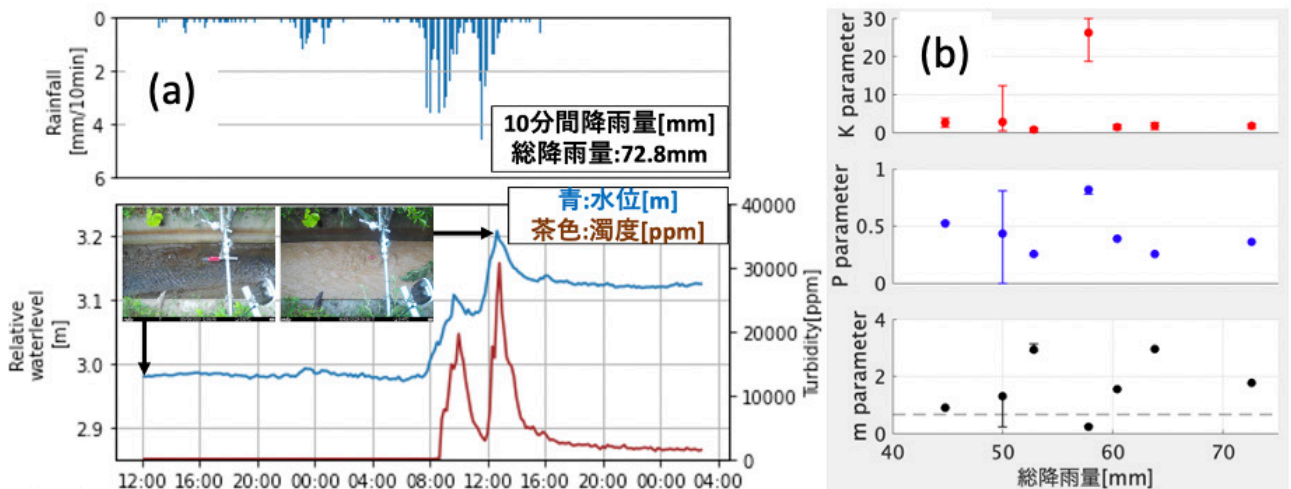 (a)
Rainfall
[mm/10min]
0
2
4
6
10分間降雨量[mm]
総降雨量:72.8mm
青:水位[m]
茶色:濁度[ppm]
Relative
waterlevel
[m]
3.2
3.1
3.0
2.9
40000
30000
20000
10000
0
Turbidity[ppm]
12:00 16:00 20:00 00:00 04:00 08:00 12:00 16:00 20:00 00:00 04:00
(b)
K parameter
30
20
10
0
P parameter
1
0.5
0
m parameter
4
2
0
40 50 60 70
総降雨量[mm]